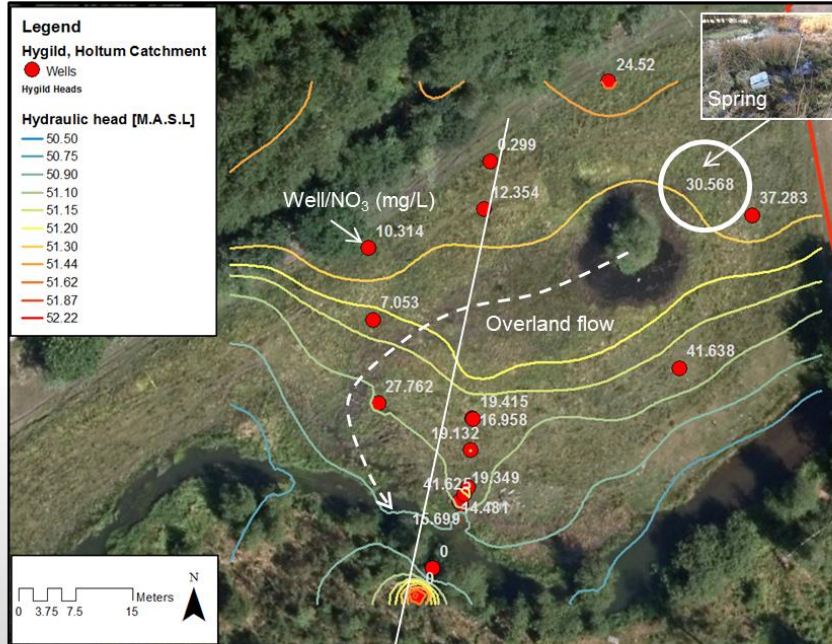 Legend
Hygild, Holtum Catchment
Wells
Hygild Heads
Hydraulic head [M.A.S.L]
50.50
50.75
50.90
51.10
51.15
51.20
51.30
51.44
51.62
51.87
52.22
Spring
24.52
0.299
30.568
Well/NO3 (mg/L)
12.354
37.283
10.314
7.053
Overland flow
41.638
27.762
19.415
16.958
19.132
19.349
41.625
14.481
15.699
0
0
0 3.75 7.5 15 Meters
N